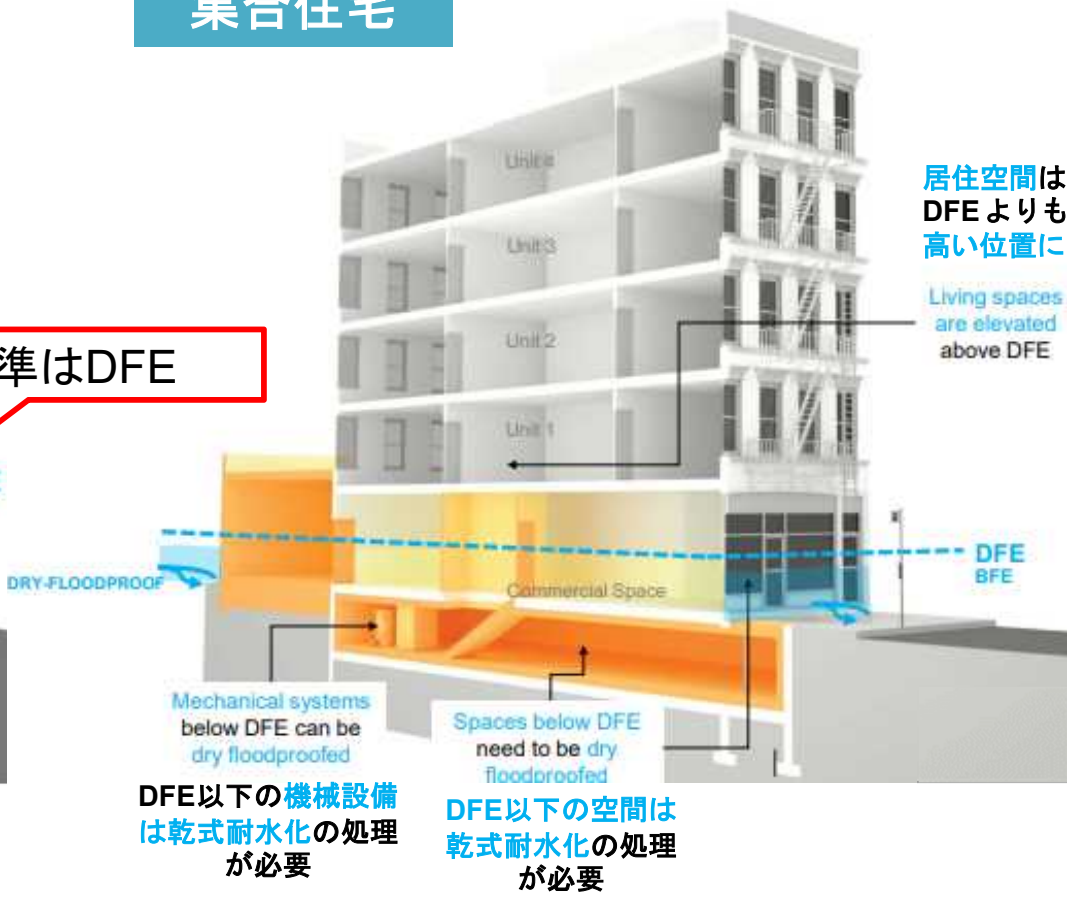 集合住宅
Unit 4
Unit 3
Unit 2
Unit 1
居住空間は
DFEよりも
高い位置に
Living spaces
are elevated
above DFE
準はDFE
DRY-FLOODPROOF
Commercial Space
DFE
BFE
Mechanical systems
below DFE can be
dry floodproofed
DFE以下の機械設備
は乾式耐水化の処理
が必要
Spaces below DFE
need to be dry
floodproofed
DFE以下の空間は
乾式耐水化の処理
が必要